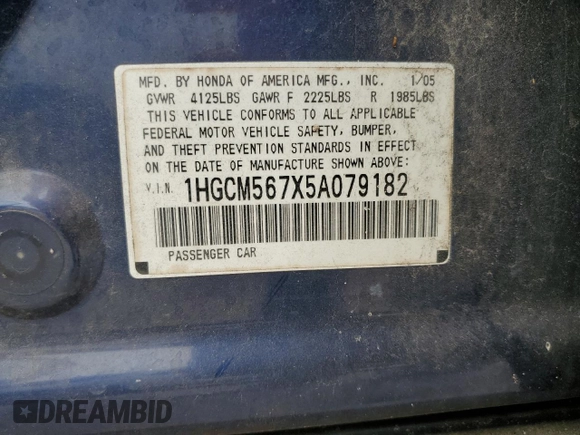 MFD. BY HONDA OF AMERICA MFG., INC. 1/05
GVWR 4125LBS GAWR F 2225LBS R 1985LBS
THIS VEHICLE CONFORMS TO ALL APPLICABLE
FEDERAL MOTOR VEHICLE SAFETY, BUMPER,
AND THEFT PREVENTION STANDARDS IN EFFECT
ON THE DATE OF MANUFACTURE SHOWN ABOVE:
V.I.N. 1HGCM567X5A079182
PASSENGER CAR
DREAMBID